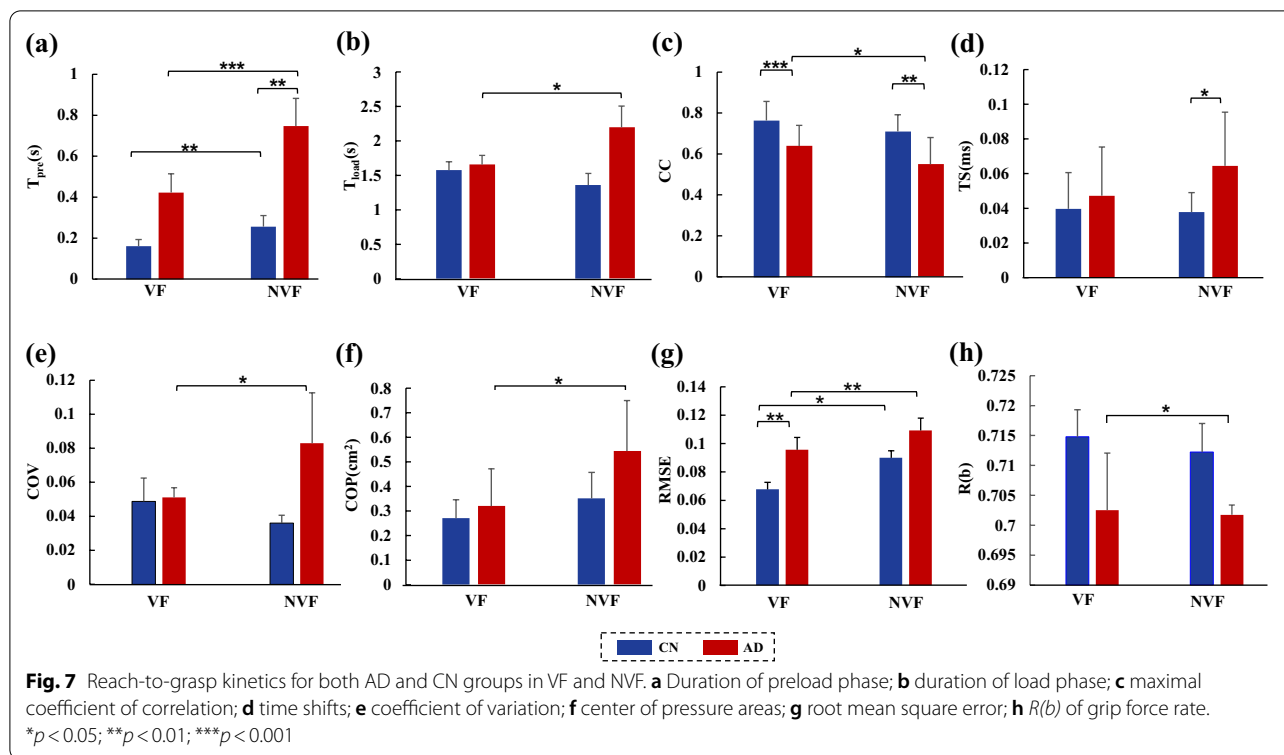 (a)
***
**
**
T_pre(s)
1
0.8
0.6
0.4
0.2
0
VF NVF
(b)
*
T_load(s)
3
2.5
2
1.5
1
0.5
0
VF NVF
(c)
*
***
**
CC
1
0.8
0.6
0.4
0.2
0
VF NVF
(d)
*
TS(ms)
0.12
0.1
0.08
0.06
0.04
0.02
0
VF NVF
(e)
*
COV
0.12
0.1
0.08
0.06
0.04
0.02
0
VF NVF
(f)
*
COP(cm²)
0.8
0.7
0.6
0.5
0.4
0.3
0.2
0.1
0
VF NVF
(g)
**
*
**
RMSE
0.14
0.12
0.1
0.08
0.06
0.04
0.02
0
VF NVF
(h)
*
R(b)
0.725
0.72
0.715
0.71
0.705
0.7
0.695
0.69
VF NVF
CN AD
Fig. 7 Reach-to-grasp kinetics for both AD and CN groups in VF and NVF. a Duration of preload phase; b duration of load phase; c maximal
coefficient of correlation; d time shifts; e coefficient of variation; f center of pressure areas; g root mean square error; h R(b) of grip force rate.
*p < 0.05; **p < 0.01; ***p < 0.001